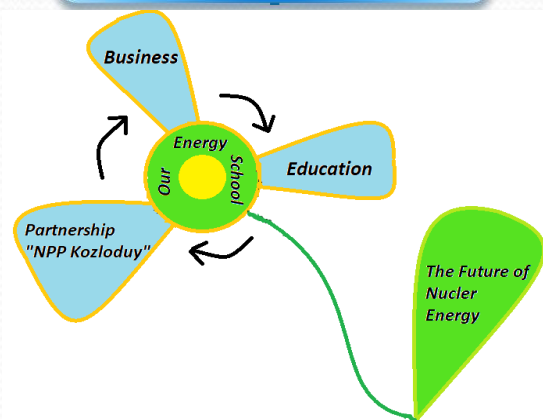 Business
Our Energy School
Education
Partnership
"NPP Kozloduy"
The Future of
Nucler
Energy